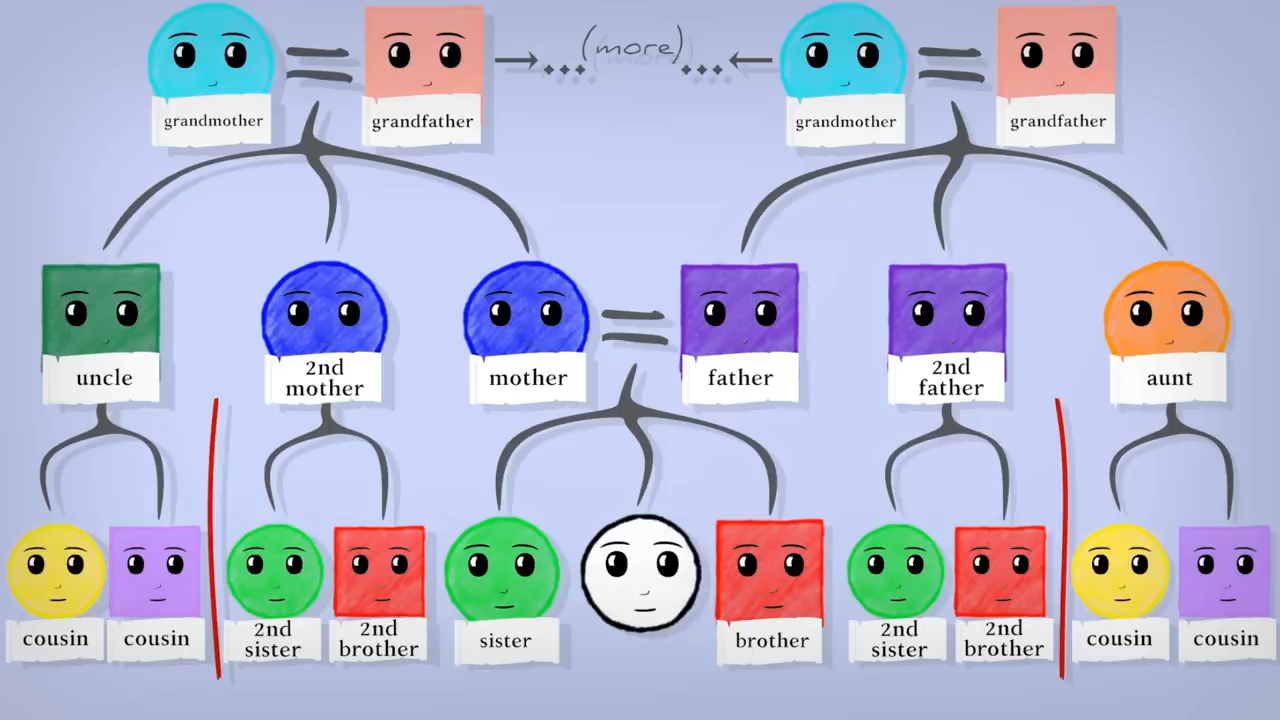 (more)
grandmother
grandfather
grandmother
grandfather
uncle
2nd
mother
mother
father
2nd
father
aunt
cousin
cousin
2nd
sister
2nd
brother
sister
brother
2nd
sister
2nd
brother
cousin
cousin